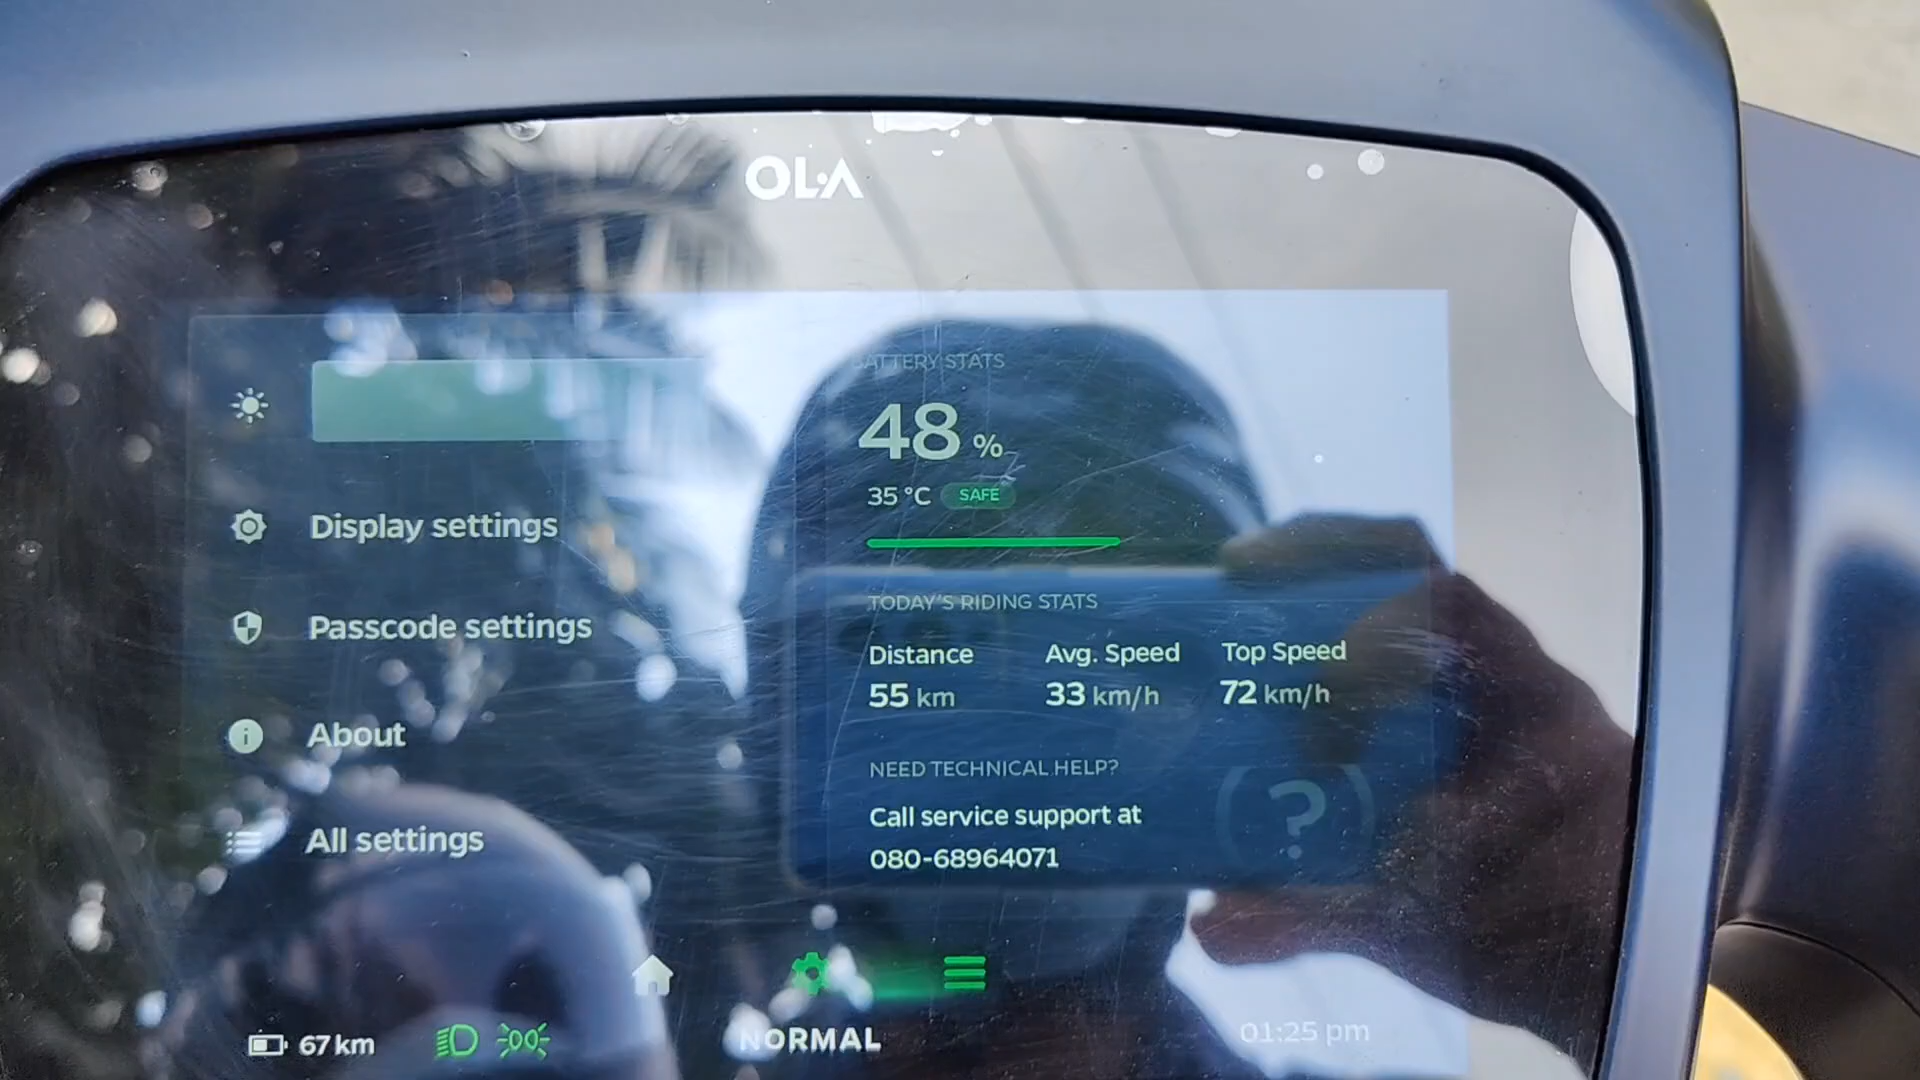 OLA
Display settings
Passcode settings
About
All settings
BATTERY STATS
48 %
35 °C SAFE
TODAY'S RIDING STATS
Distance Avg. Speed Top Speed
55 km 33 km/h 72 km/h
NEED TECHNICAL HELP?
Call service support at
080-68964071
?
67 km NORMAL 01:25 pm